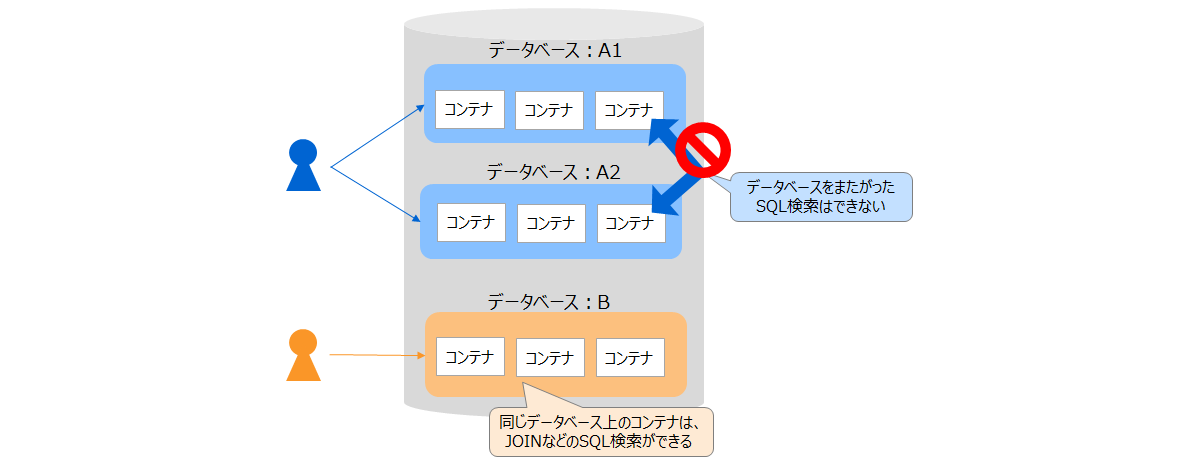 データベース：A1
コンテナ コンテナ コンテナ
データベース：A2
コンテナ コンテナ コンテナ
データベースをまたがった
SQL検索はできない
データベース：B
コンテナ コンテナ コンテナ
同じデータベース上のコンテナは、
JOINなどのSQL検索ができる